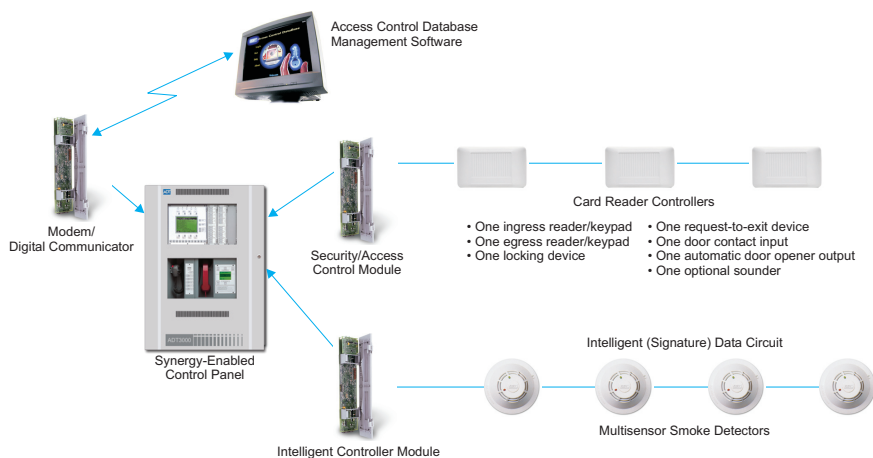 Access Control Database
Management Software
Modem/
Digital Communicator
Security/Access
Control Module
Card Reader Controllers
• One ingress reader/keypad
• One egress reader/keypad
• One locking device
• One request-to-exit device
• One door contact input
• One automatic door opener output
• One optional sounder
Synergy-Enabled
Control Panel
Intelligent (Signature) Data Circuit
Multisensor Smoke Detectors
Intelligent Controller Module